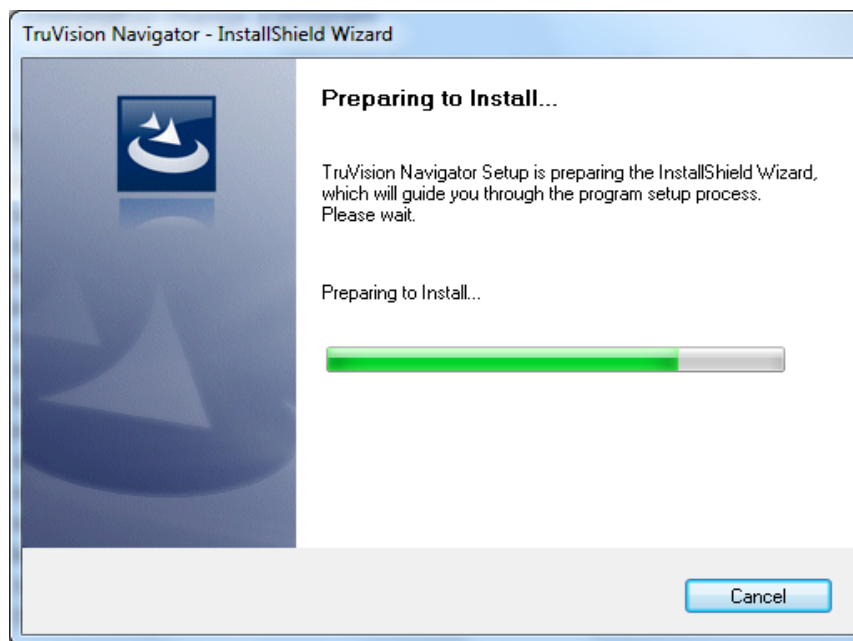 TruVision Navigator - InstallShield Wizard
Preparing to Install...
TruVision Navigator Setup is preparing the InstallShield Wizard,
which will guide you through the program setup process.
Please wait.
Preparing to Install...
Cancel